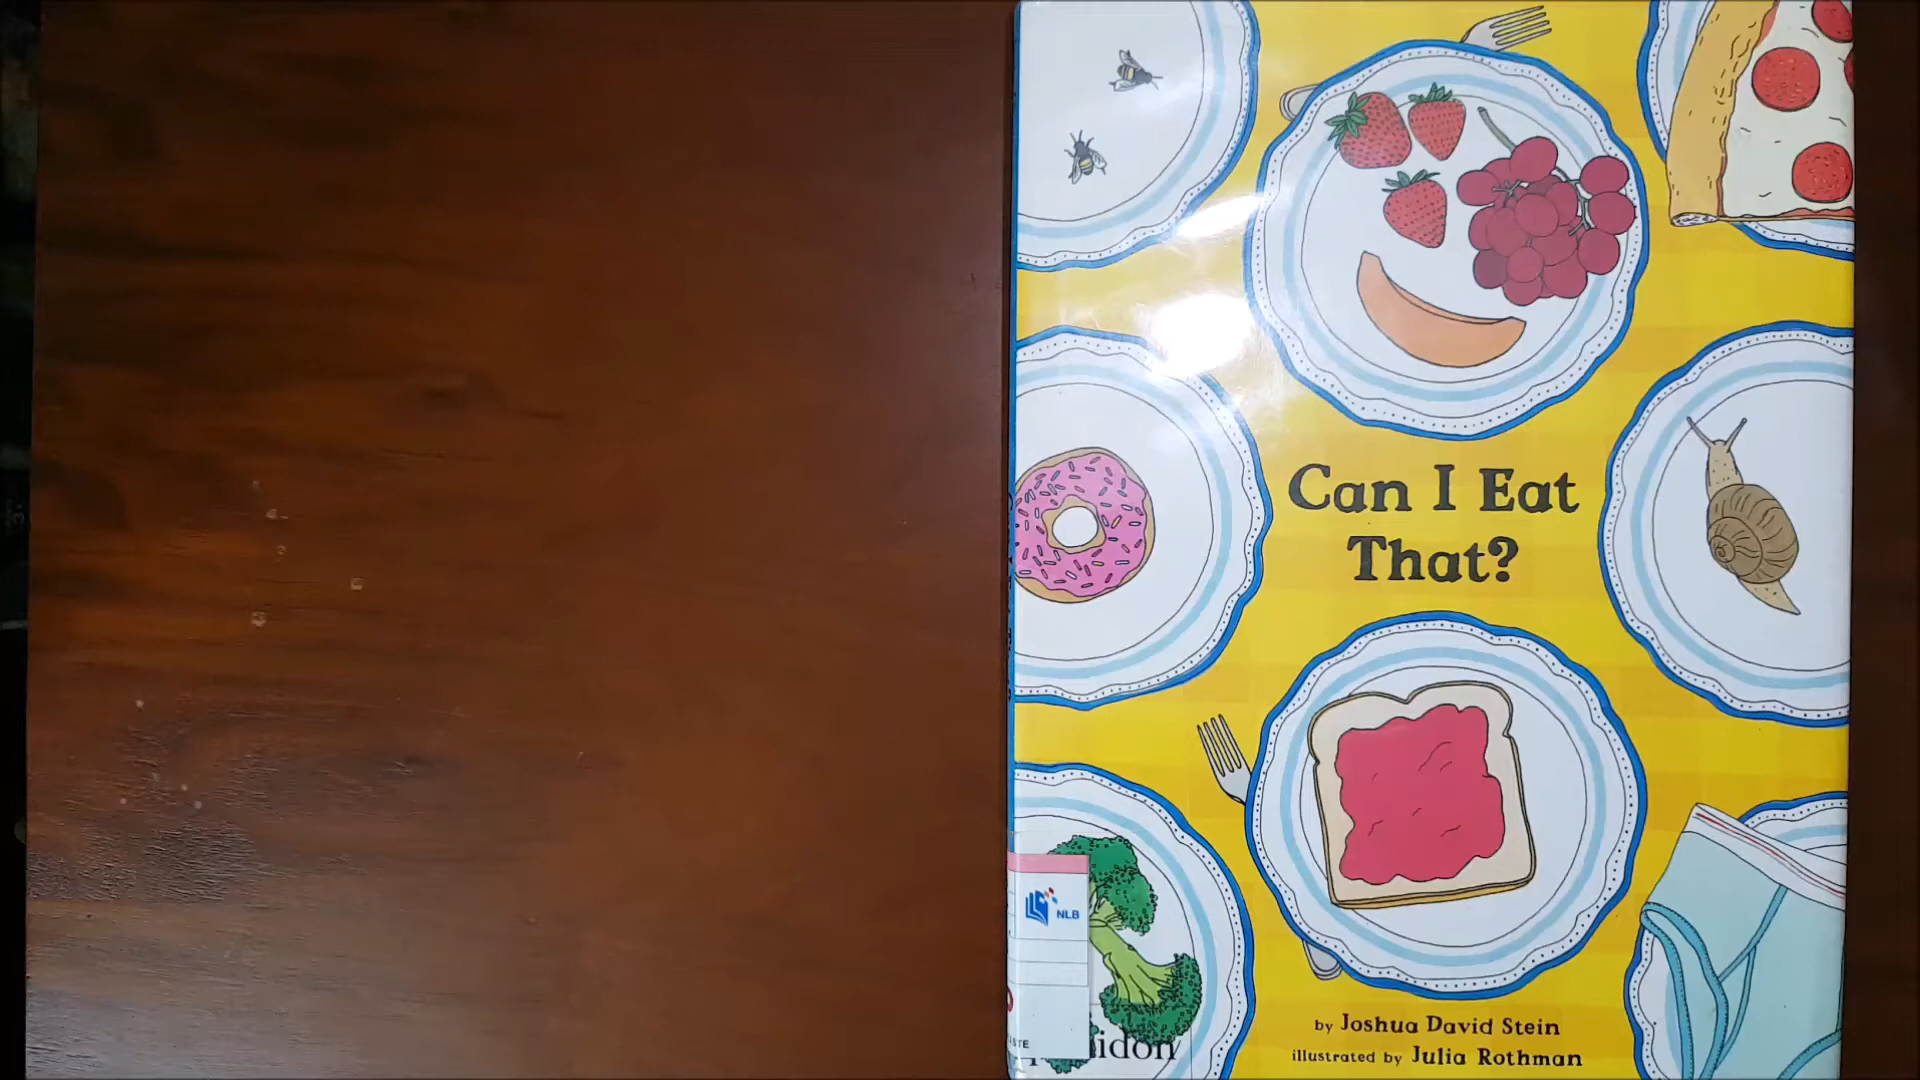 Can I Eat
That?
NLB
by Joshua David Stein
illustrated by Julia Rothman